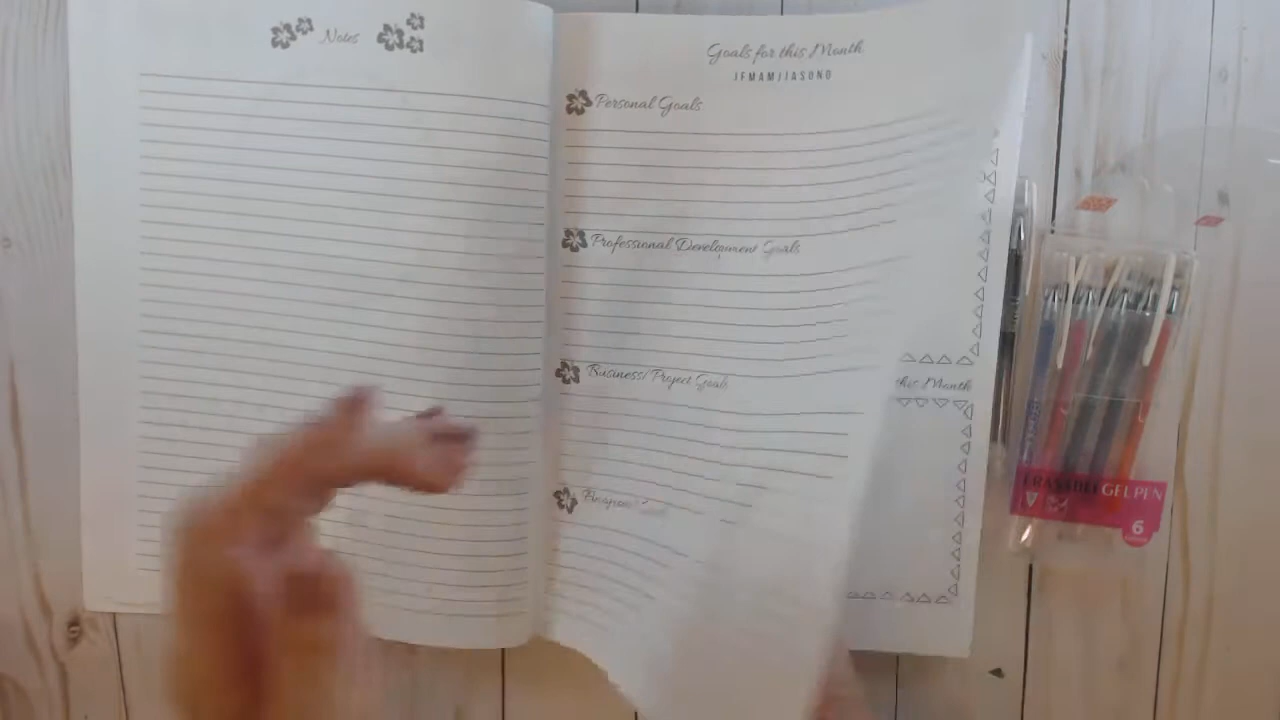 Notes
Goals for this Month
JFMAMJJASOND
Personal Goals
Professional Development Goals
Business/ Project Goals
this Month
ERASABLE GEL PEN
6